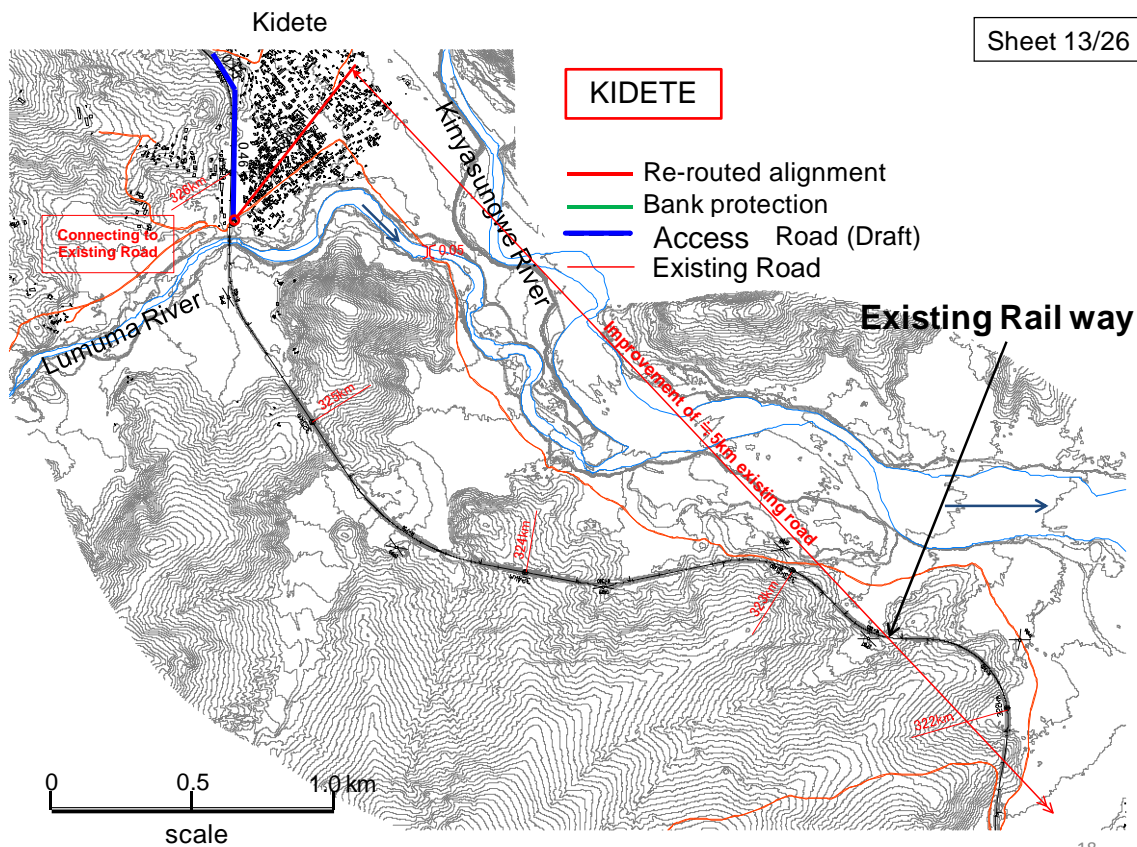 Kidete
Sheet 13/26
KIDETE
Re-routed alignment
Bank protection
Access Road (Draft)
Existing Road
Existing Rail way
Kinyasungwe River
0.46
326km
Connecting to
Existing Road
0.05
Lumuma River
Improvement of ≒5km existing road
325km
324km
323km
322km
0 0.5 1.0 km
scale
18